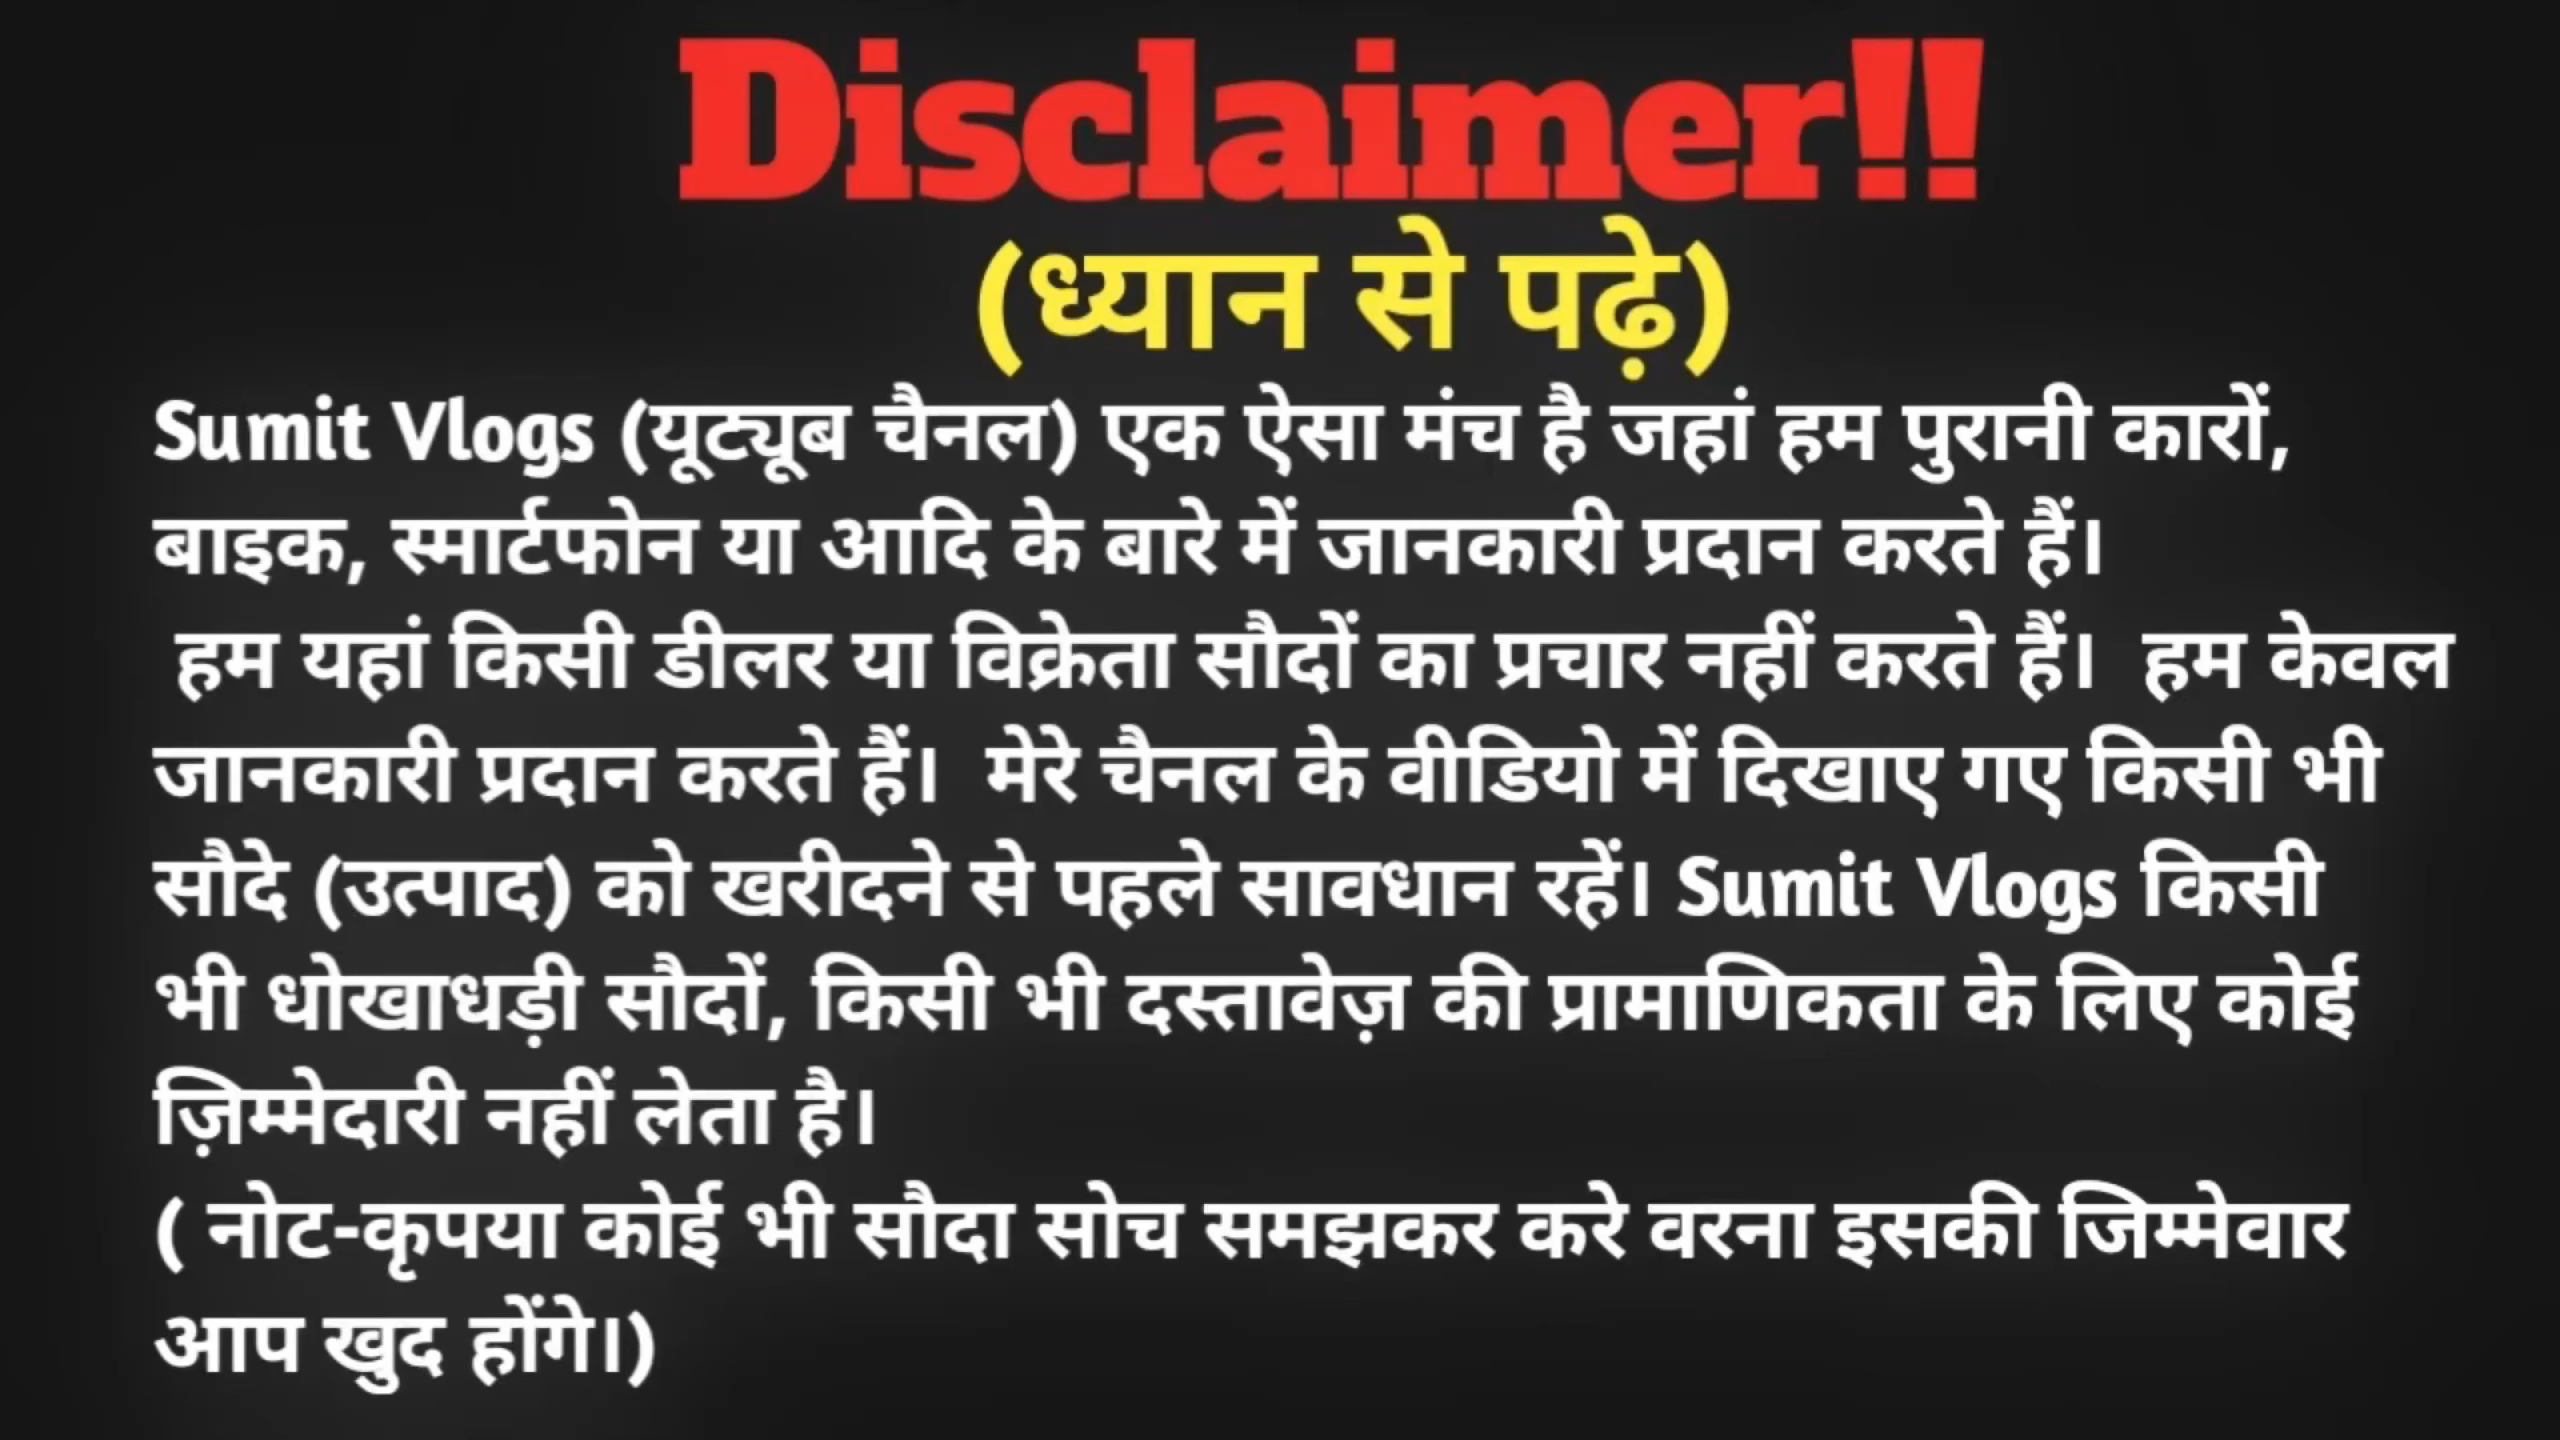 Disclaimer!!
(ध्यान से पढ़े)
Sumit Vlogs (यूट्यूब चैनल) एक ऐसा मंच है जहां हम पुरानी कारों,
बाइक, स्मार्टफोन या आदि के बारे में जानकारी प्रदान करते हैं।
हम यहां किसी डीलर या विक्रेता सौदों का प्रचार नहीं करते हैं। हम केवल
जानकारी प्रदान करते हैं। मेरे चैनल के वीडियो में दिखाए गए किसी भी
सौदे (उत्पाद) को खरीदने से पहले सावधान रहें। Sumit Vlogs किसी
भी धोखाधड़ी सौदों, किसी भी दस्तावेज़ की प्रामाणिकता के लिए कोई
ज़िम्मेदारी नहीं लेता है।
( नोट-कृपया कोई भी सौदा सोच समझकर करे वरना इसकी जिम्मेवार
आप खुद होंगे।)